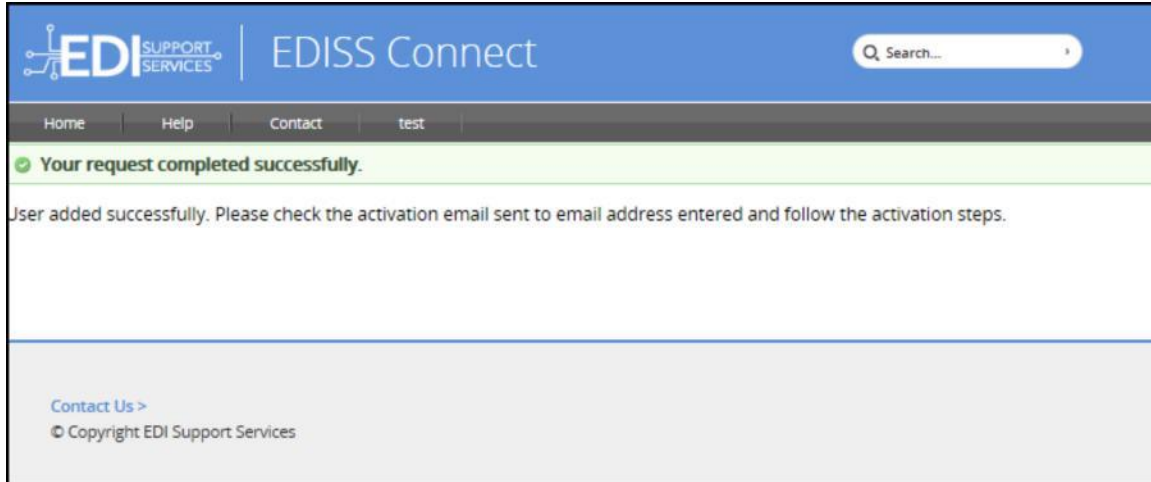 EDI SUPPORT SERVICES EDISS Connect
Search...
Home Help Contact test
Your request completed successfully.
User added successfully. Please check the activation email sent to email address entered and follow the activation steps.
Contact Us >
© Copyright EDI Support Services